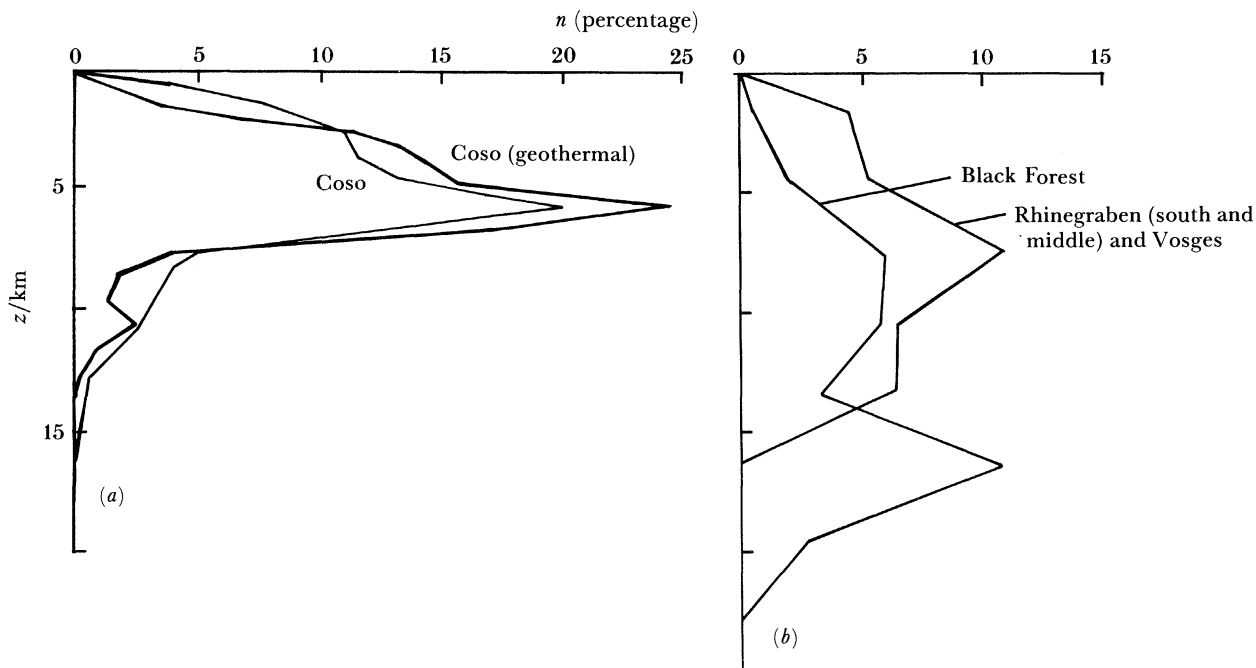 n (percentage)
0 5 10 15 20 25
0 5 10 15
Coso (geothermal)
Coso
5
15
z/km
(a)
Black Forest
Rhinegraben (south and
middle) and Vosges
(b)